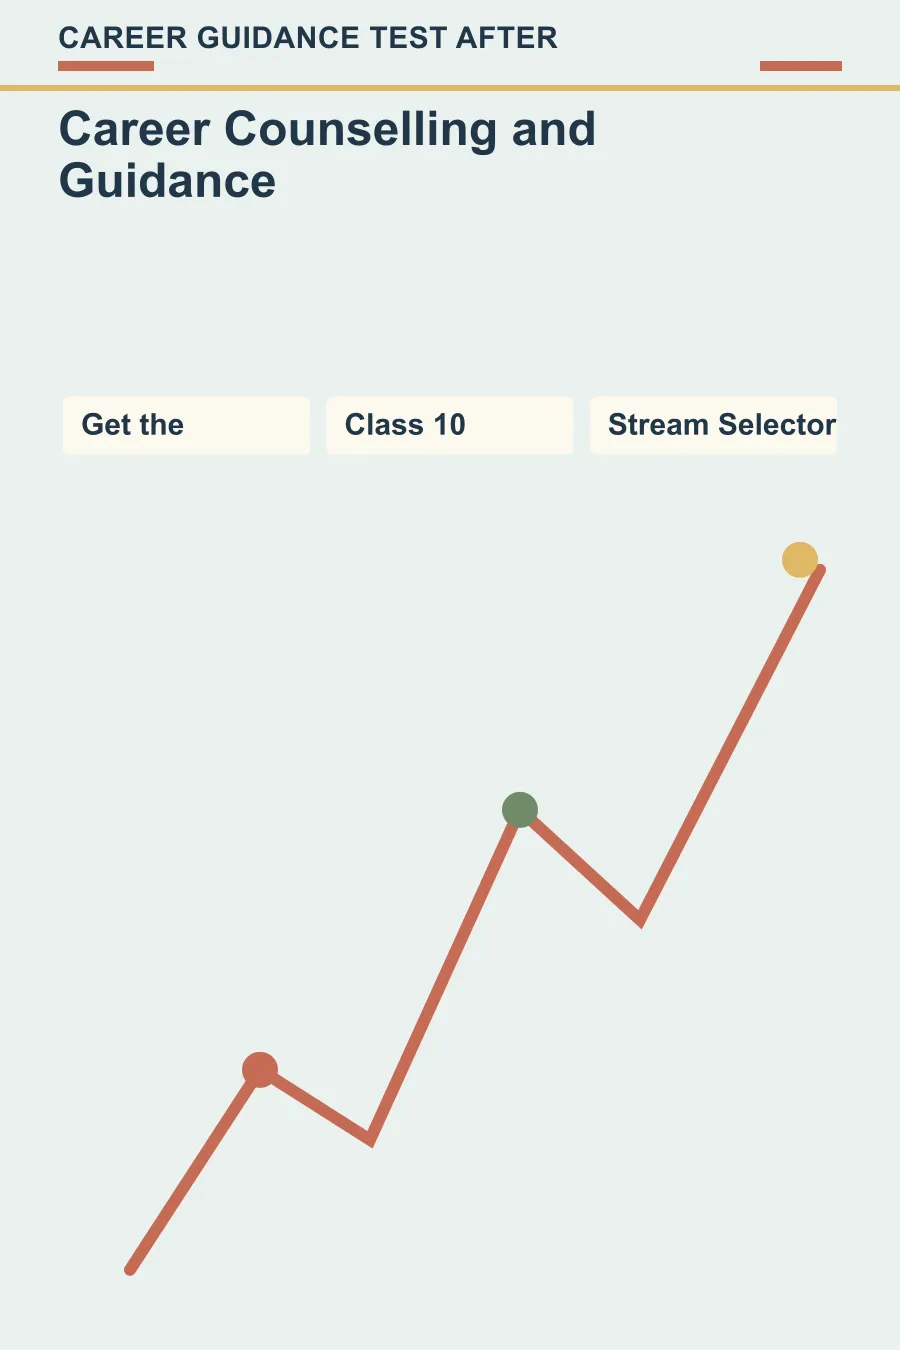 CAREER GUIDANCE TEST AFTER
Career Counselling and
Guidance
Get the
Class 10
Stream Selector